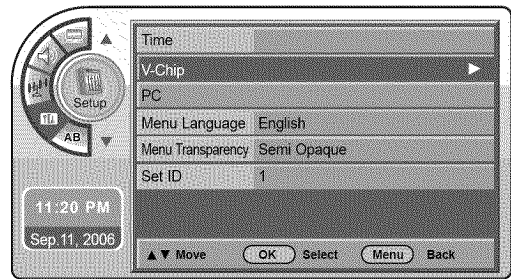 Setup
AB
11:20 PM
Sep.11, 2006
Time
V-Chip
PC
Menu Language English
Menu Transparency Semi Opaque
Set ID 1
▲▼ Move OK Select Menu Back